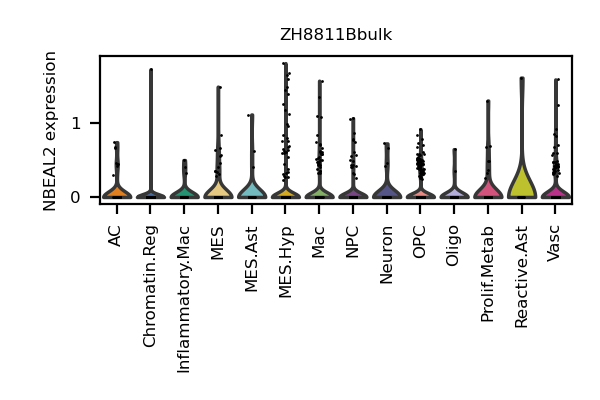 ZH8811Bbulk
NBEAL2 expression
1
0
AC
Chromatin.Reg
Inflammatory.Mac
MES
MES.Ast
MES.Hyp
Mac
NPC
Neuron
OPC
Oligo
Prolif.Metab
Reactive.Ast
Vasc